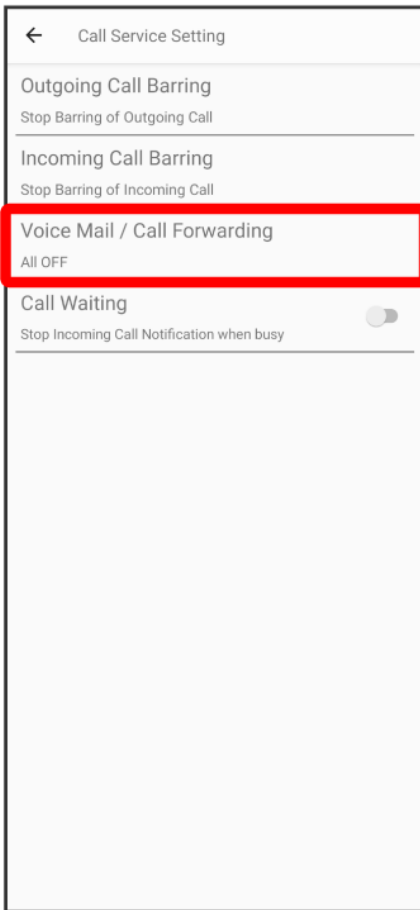 Call Service Setting
Outgoing Call Barring
Stop Barring of Outgoing Call
Incoming Call Barring
Stop Barring of Incoming Call
Voice Mail / Call Forwarding
All OFF
Call Waiting
Stop Incoming Call Notification when busy